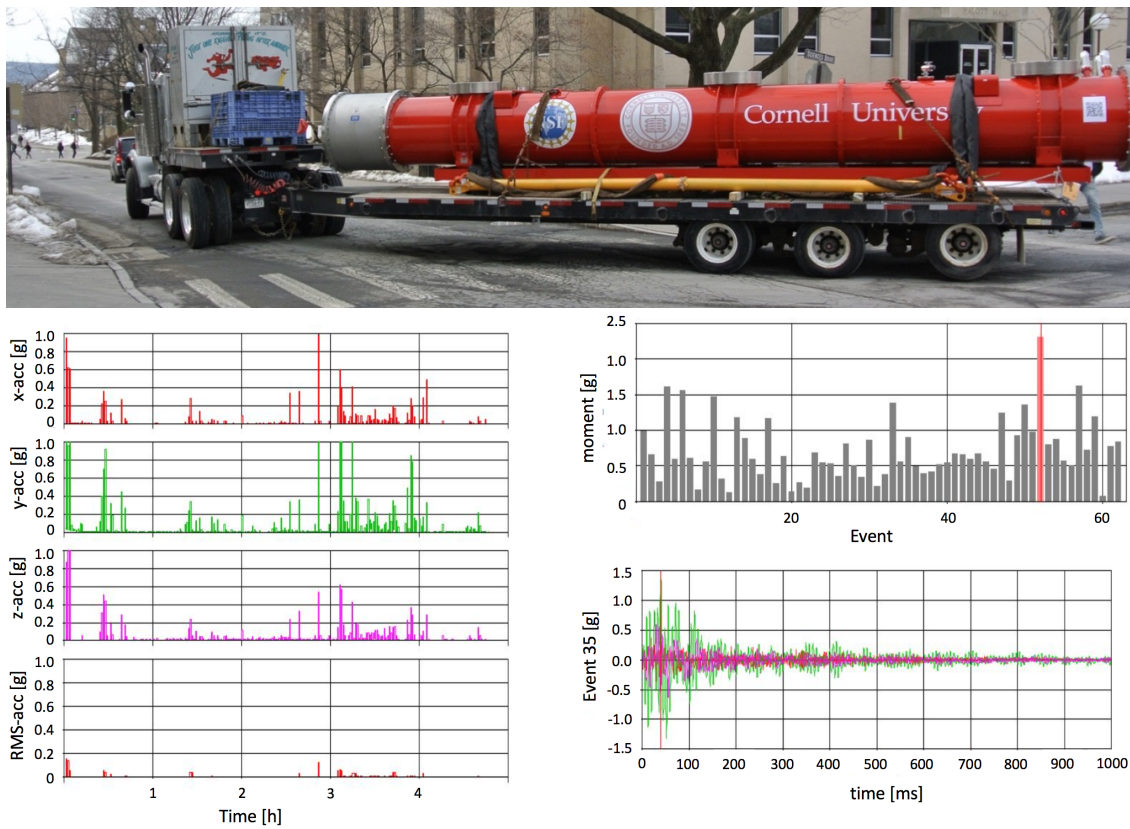 JUST ONE
Cornell University
x-acc [g]
1.0
0.8
0.6
0.4
0.2
0
y-acc [g]
1.0
0.8
0.6
0.4
0.2
0
z-acc [g]
1.0
0.8
0.6
0.4
0.2
0
RMS-acc [g]
1.0
0.8
0.6
0.4
0.2
0
1 2 3 4
Time [h]
moment [g]
2.5
1.0
1.5
1.0
0.5
0
20 40 60
Event
Event 35 [g]
1.5
1.0
0.5
0.0
-0.5
-1.0
-1.5
0 100 200 300 400 500 600 700 800 900 1000
time [ms]